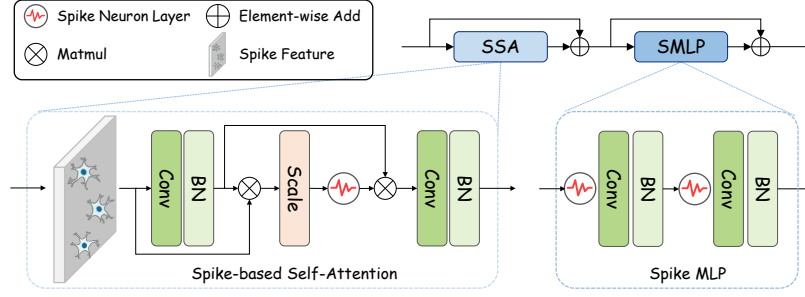 Spike Neuron Layer
Element-wise Add
Matmul
Spike Feature
SSA
SMLP
Conv
BN
Scale
Conv
BN
Spike-based Self-Attention
Conv
BN
Conv
BN
Spike MLP